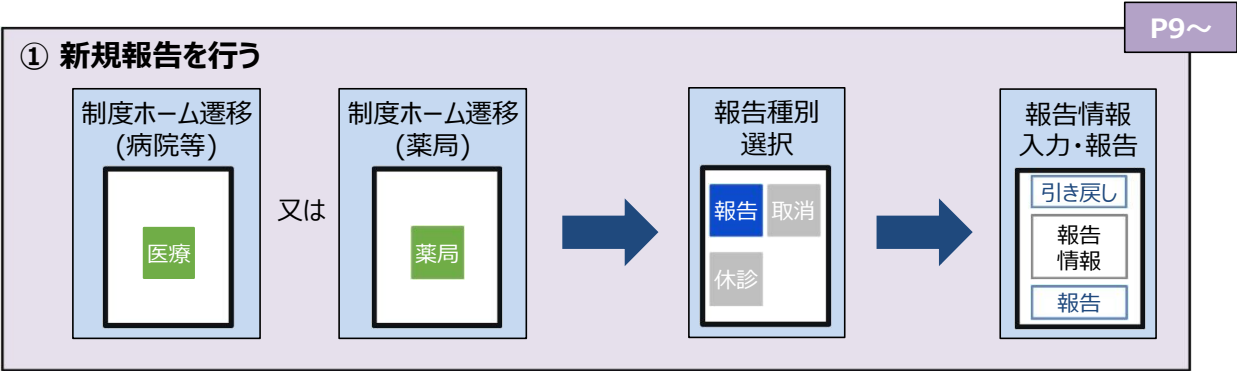 P9～
① 新規報告を行う
制度ホーム遷移
(病院等)
医療
又は
制度ホーム遷移
(薬局)
薬局
報告種別
選択
報告
取消
休診
報告情報
入力・報告
引き戻し
報告
情報
報告